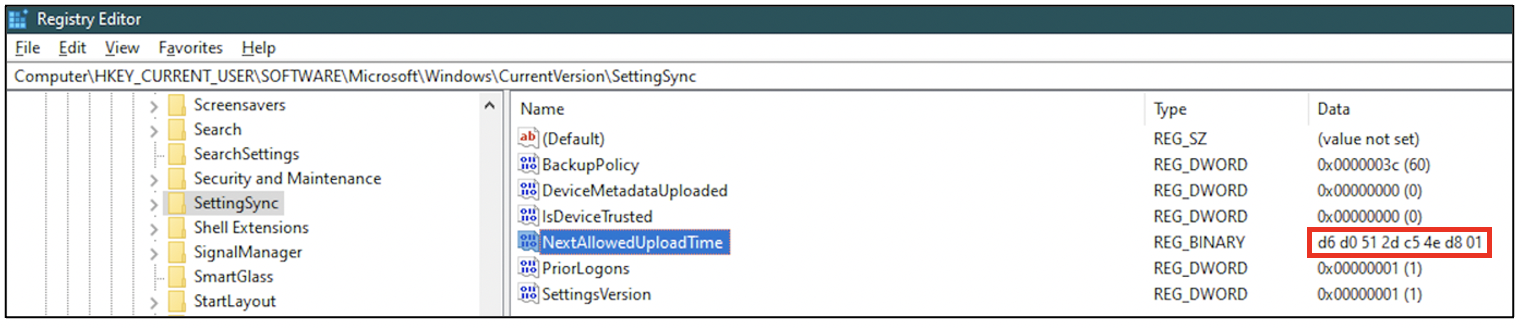 Registry Editor
File Edit View Favorites Help
Computer\HKEY_CURRENT_USER\SOFTWARE\Microsoft\Windows\CurrentVersion\SettingSync
Screensavers
Search
SearchSettings
Security and Maintenance
SettingSync
Shell Extensions
SignalManager
SmartGlass
StartLayout
Name Type Data
ab (Default) REG_SZ (value not set)
BackupPolicy REG_DWORD 0x0000003c (60)
DeviceMetadataUploaded REG_DWORD 0x00000000 (0)
IsDeviceTrusted REG_DWORD 0x00000000 (0)
NextAllowedUploadTime REG_BINARY d6 d0 51 2d c5 4e d8 01
PriorLogons REG_DWORD 0x00000001 (1)
SettingsVersion REG_DWORD 0x00000001 (1)